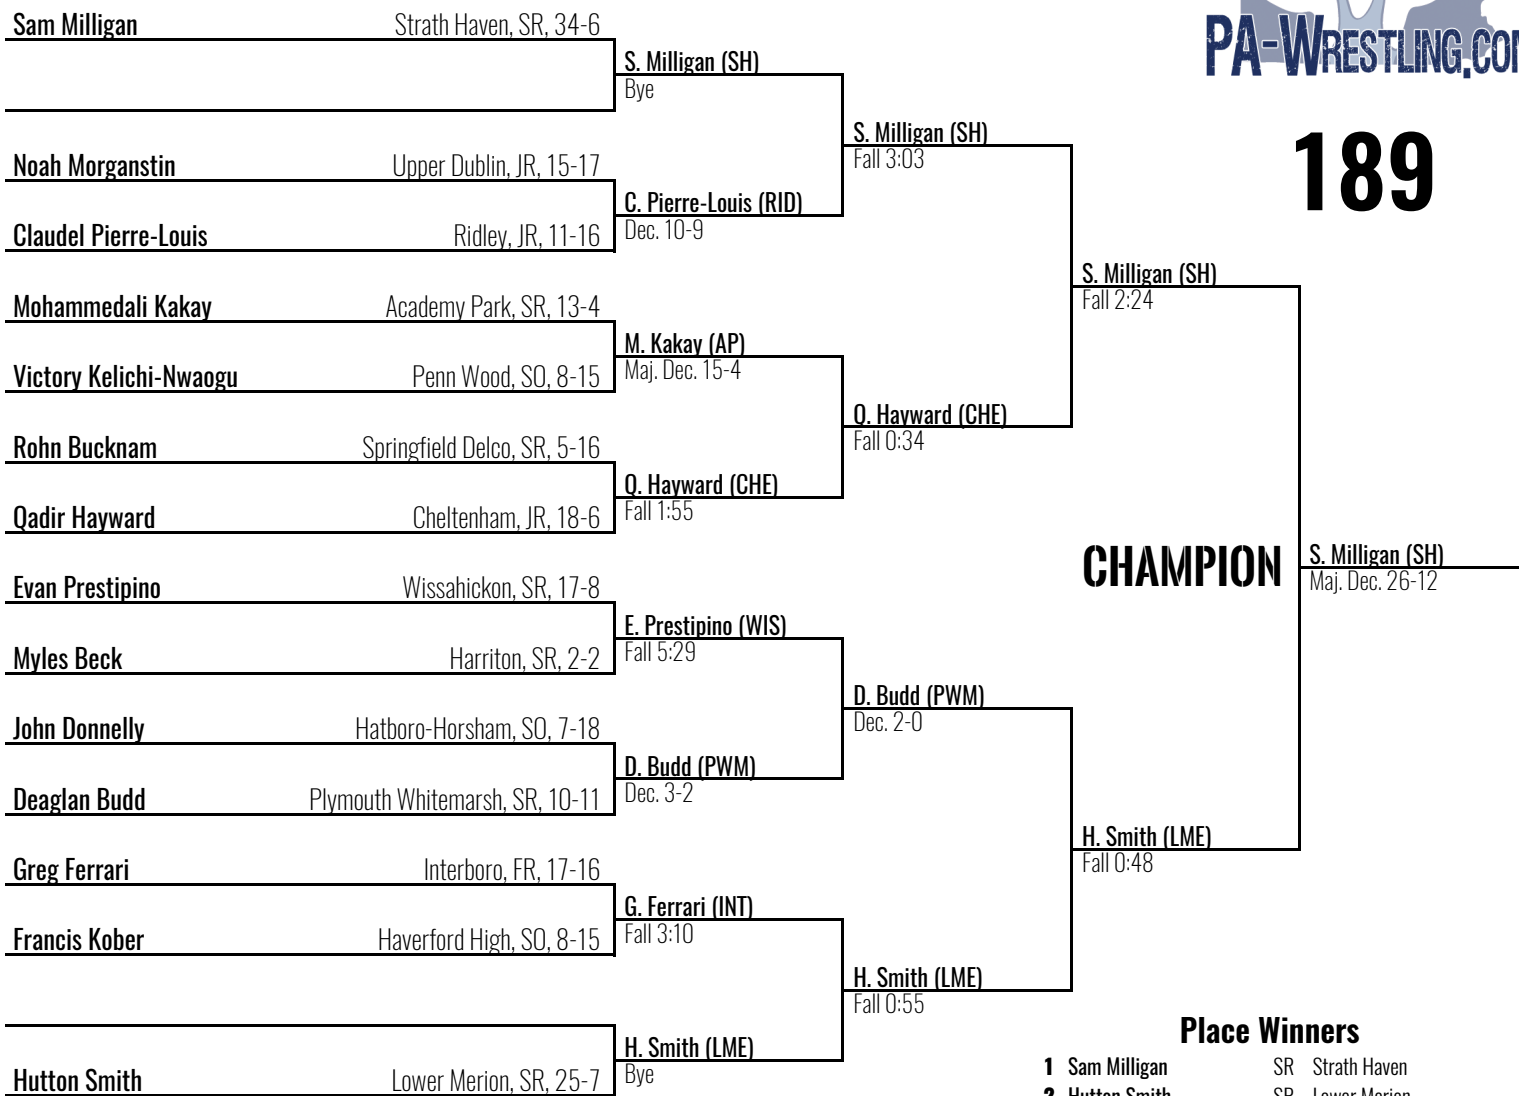 Sam Milligan Strath Haven, SR, 34-6
S. Milligan (SH)
Bye
PA-WRESTLING.CO
S. Milligan (SH)
Fall 3:03
189
Noah Morganstin Upper Dublin, JR, 15-17
C. Pierre-Louis (RID)
Dec. 10-9
Claudel Pierre-Louis Ridley, JR, 11-16
S. Milligan (SH)
Fall 2:24
Mohammedali Kakay Academy Park, SR, 13-4
M. Kakay (AP)
Maj. Dec. 15-4
Victory Kelichi-Nwaogu Penn Wood, SO, 8-15
Q. Hayward (CHE)
Fall 0:34
Rohn Bucknam Springfield Delco, SR, 5-16
Q. Hayward (CHE)
Fall 1:55
Qadir Hayward Cheltenham, JR, 18-6
CHAMPION
S. Milligan (SH)
Maj. Dec. 26-12
Evan Prestipino Wissahickon, SR, 17-8
E. Prestipino (WIS)
Fall 5:29
Myles Beck Harriton, SR, 2-2
D. Budd (PWM)
Dec. 2-0
John Donnelly Hatboro-Horsham, SO, 7-18
D. Budd (PWM)
Dec. 3-2
Deaglan Budd Plymouth Whitemarsh, SR, 10-11
H. Smith (LME)
Fall 0:48
Greg Ferrari Interboro, FR, 17-16
G. Ferrari (INT)
Fall 3:10
Francis Kober Haverford High, SO, 8-15
H. Smith (LME)
Fall 0:55
H. Smith (LME)
Bye
Hutton Smith Lower Merion, SR, 25-7
Place Winners
1 Sam Milligan SR Strath Haven
2 Hutton Smith SR Lower Merion